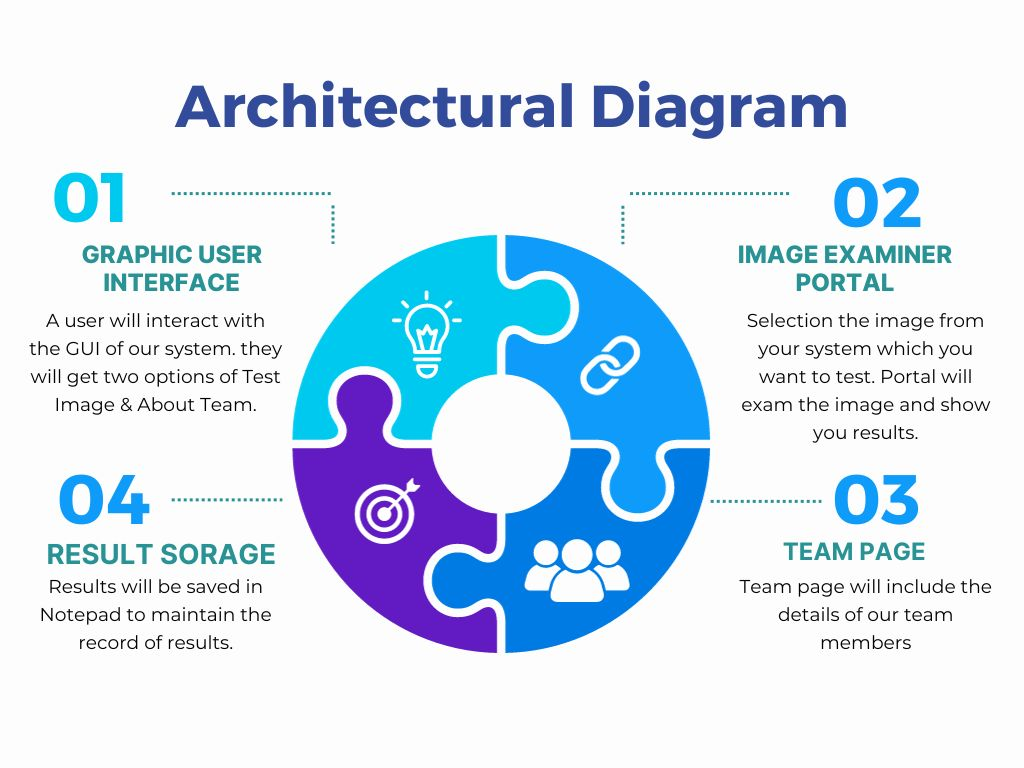 Architectural Diagram
01
GRAPHIC USER
INTERFACE
A user will interact with
the GUI of our system. they
will get two options of Test
Image & About Team.
02
IMAGE EXAMINER
PORTAL
Selection the image from
your system which you
want to test. Portal will
exam the image and show
you results.
03
TEAM PAGE
Team page will include the
details of our team
members
04
RESULT SORAGE
Results will be saved in
Notepad to maintain the
record of results.